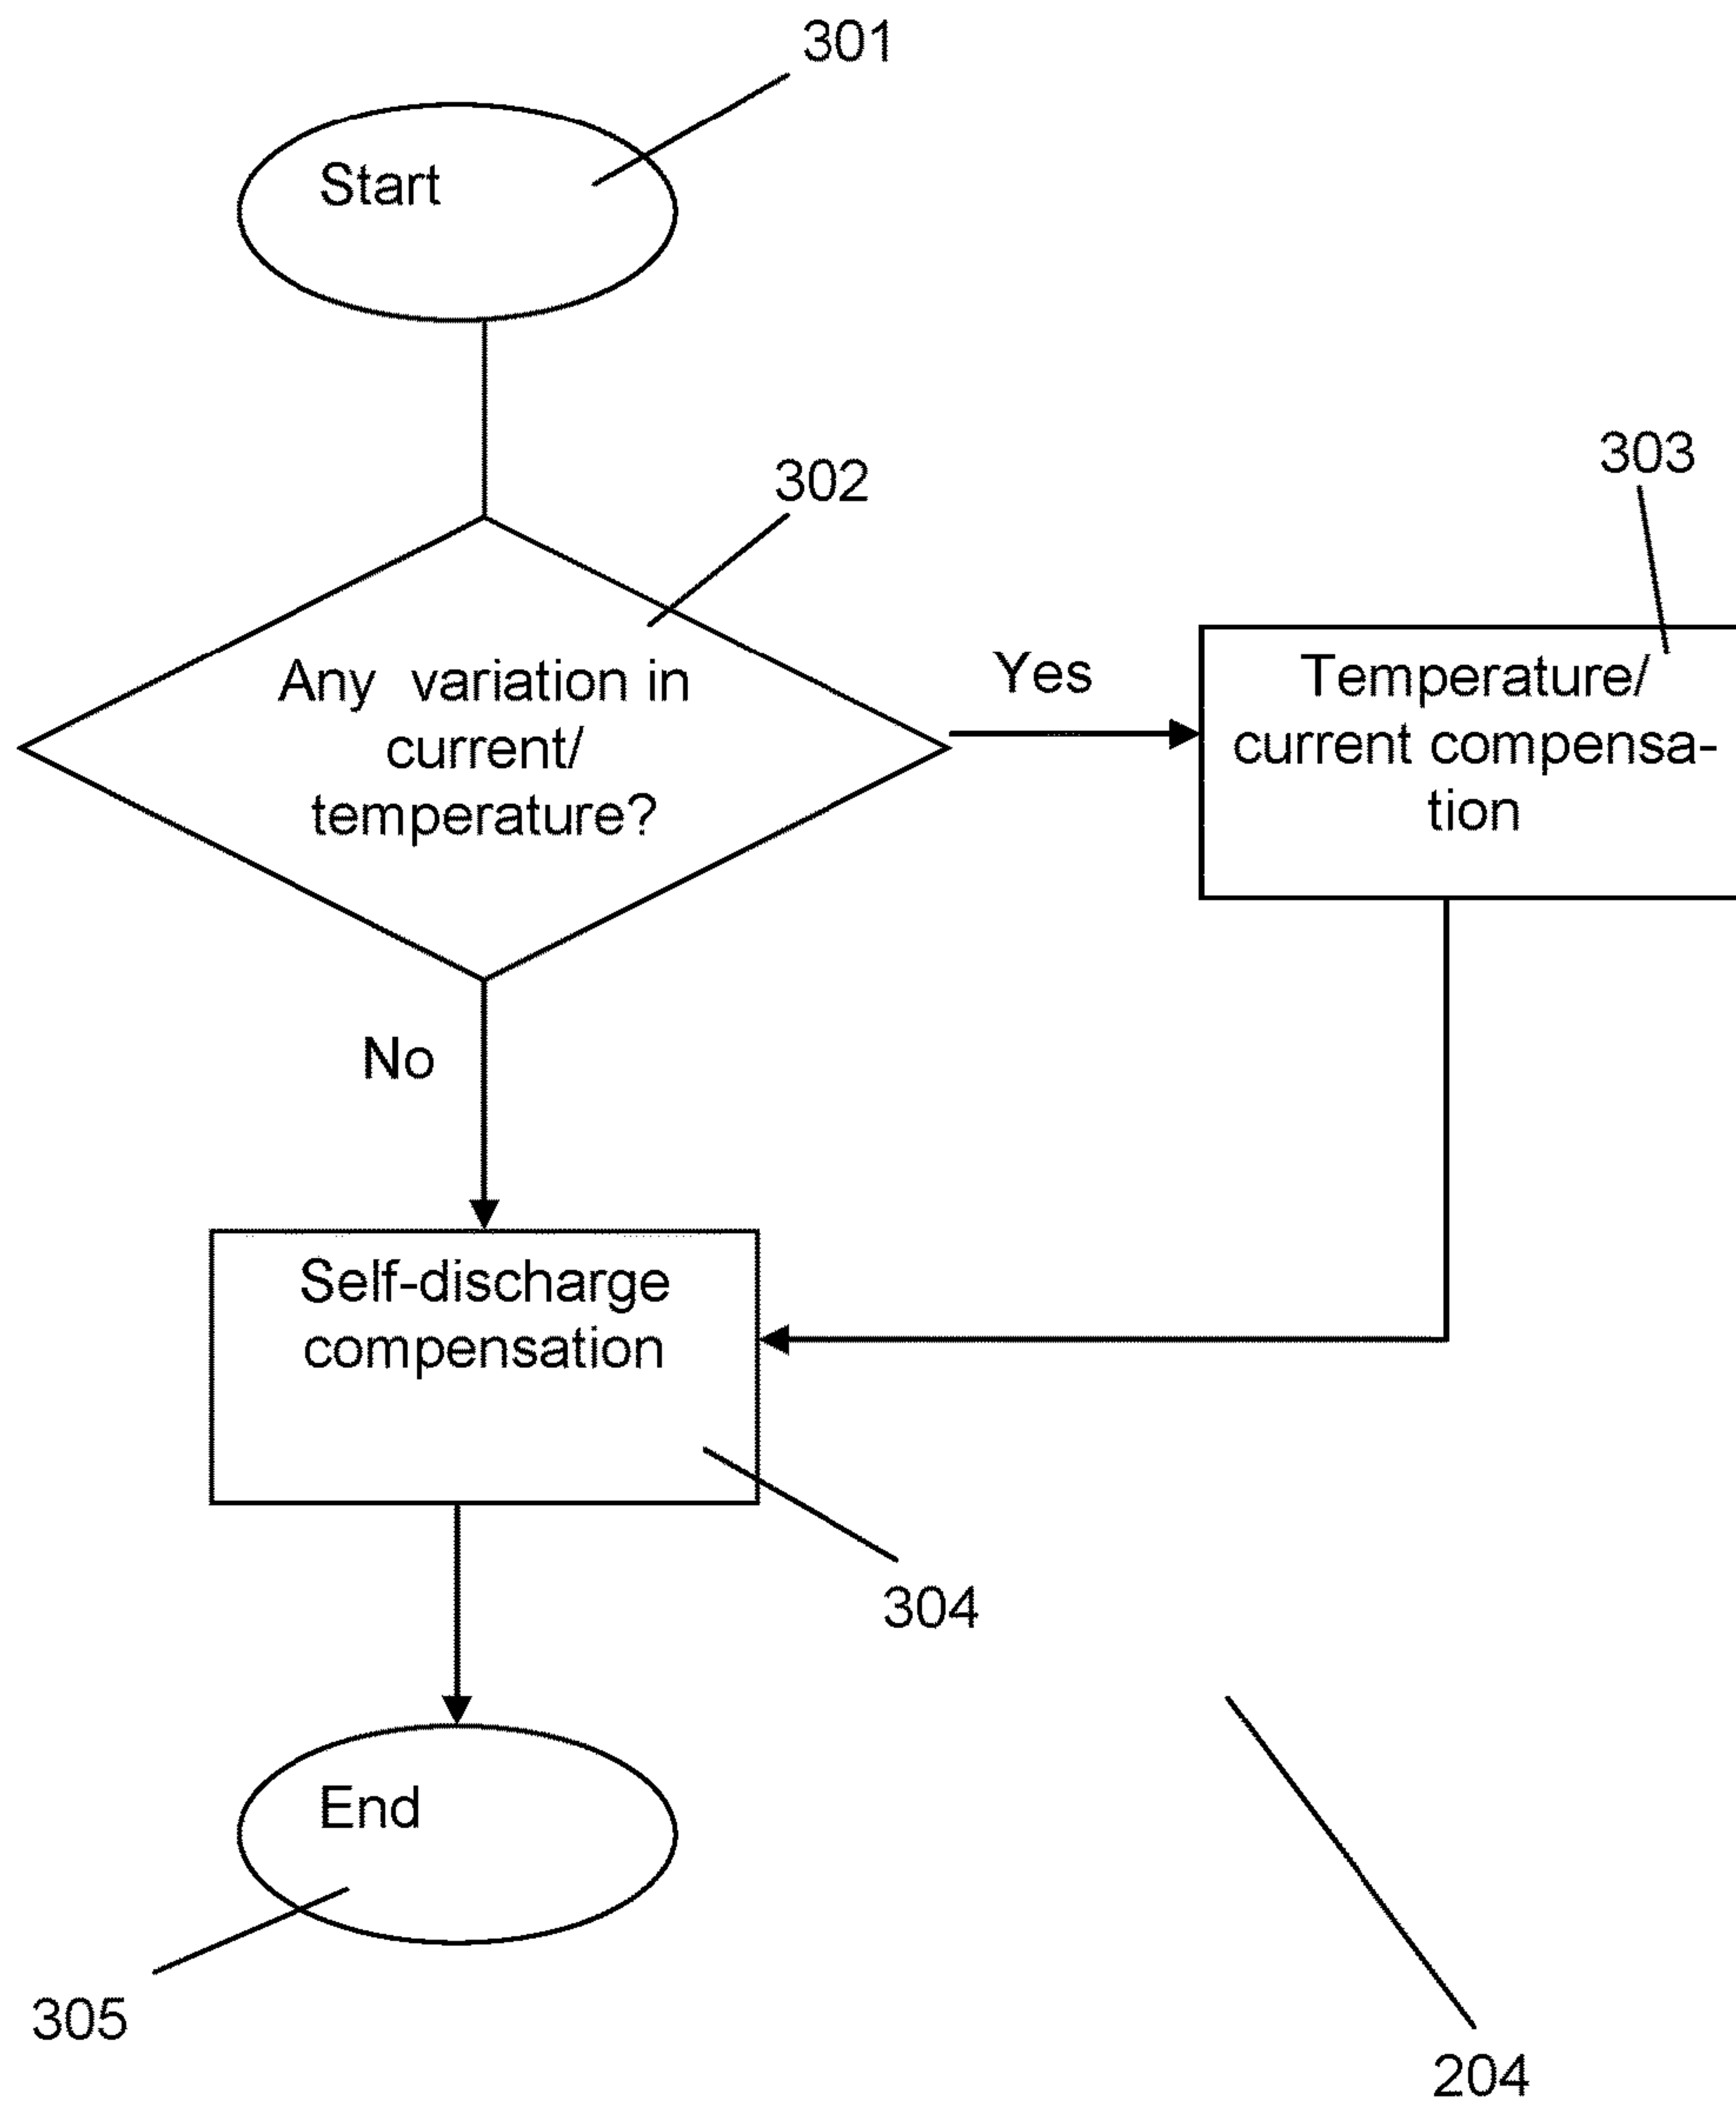 301
Start
302
303
Any variation in
current/
temperature?
Yes
Temperature/
current compensa-
tion
No
Self-discharge
compensation
304
End
305
204